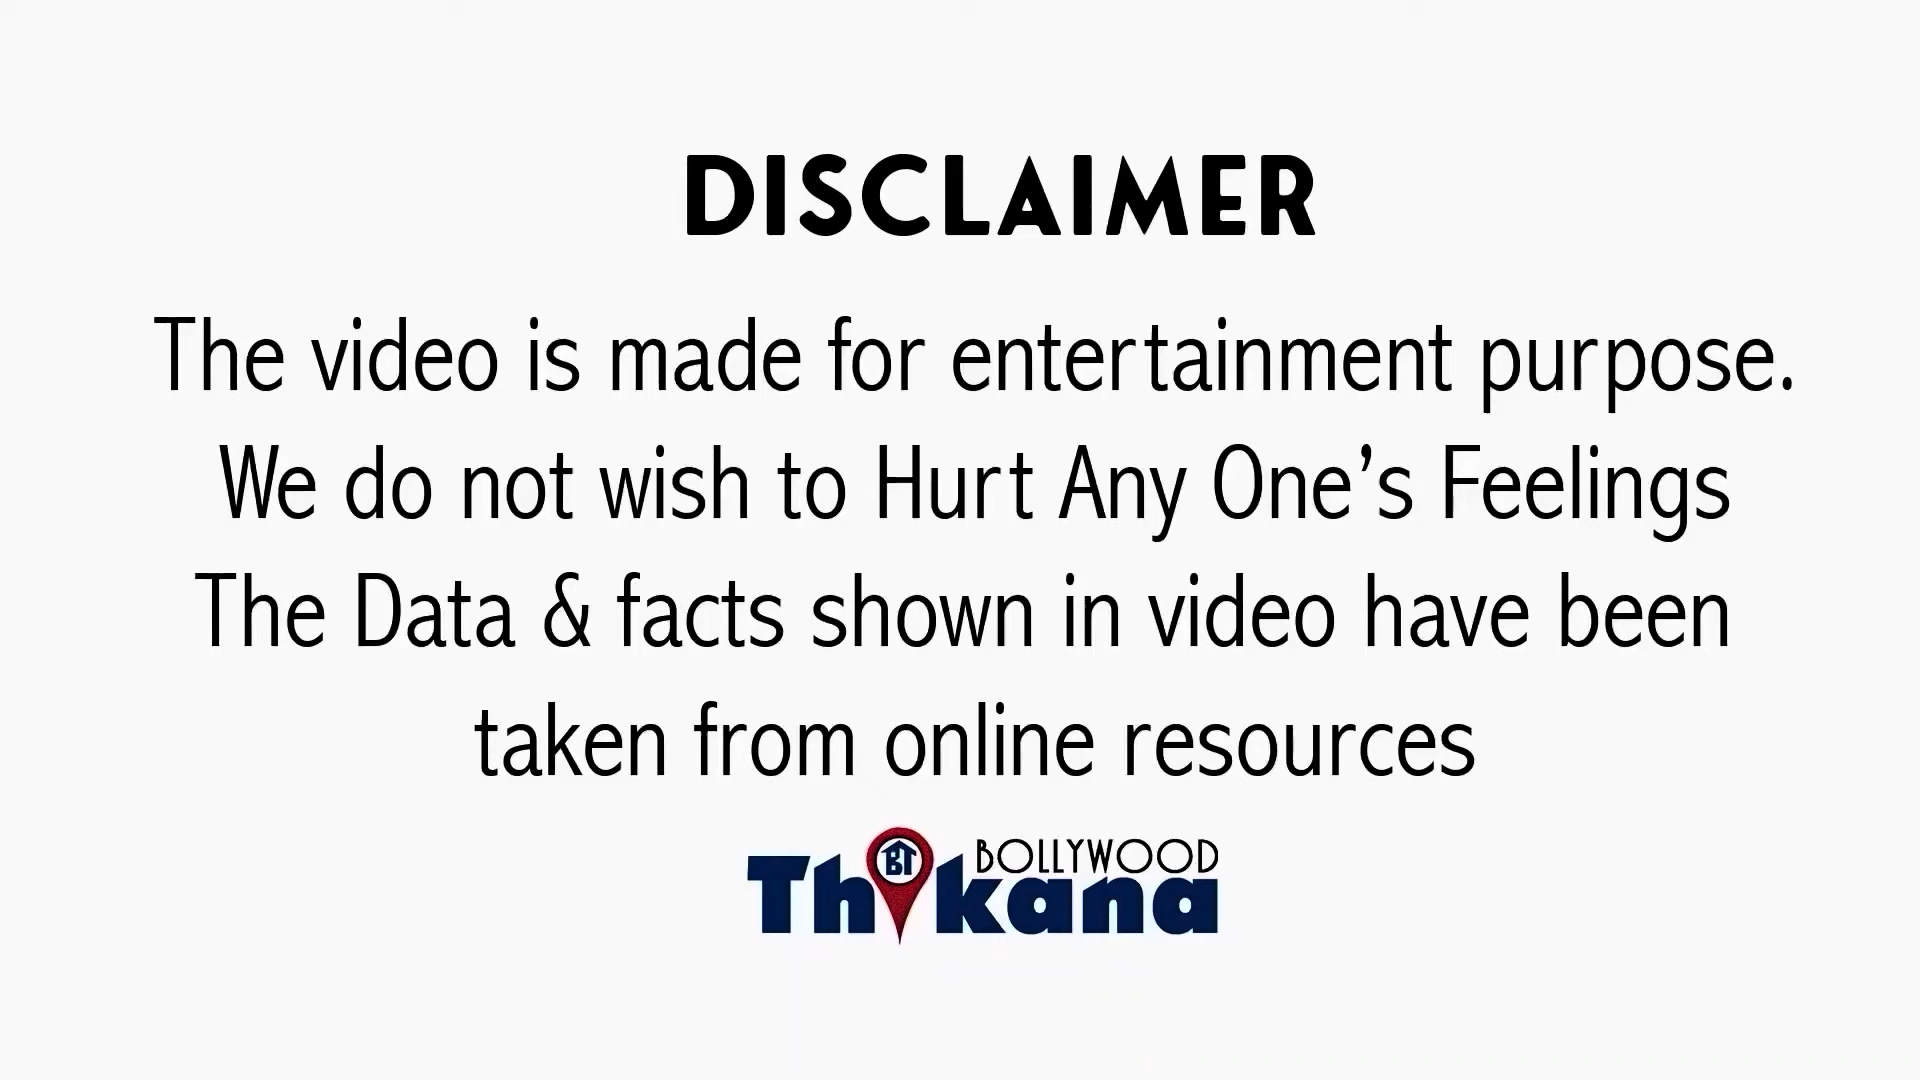 DISCLAIMER
The video is made for entertainment purpose.
We do not wish to Hurt Any One’s Feelings
The Data & facts shown in video have been
taken from online resources
BOLLYWOOD
BT
Thikana